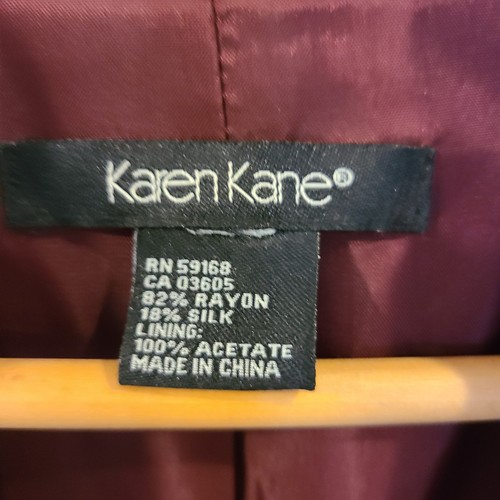 Karen Kane®
RN 59168
CA 03605
82% RAYON
18% SILK
LINING:
100% ACETATE
MADE IN CHINA